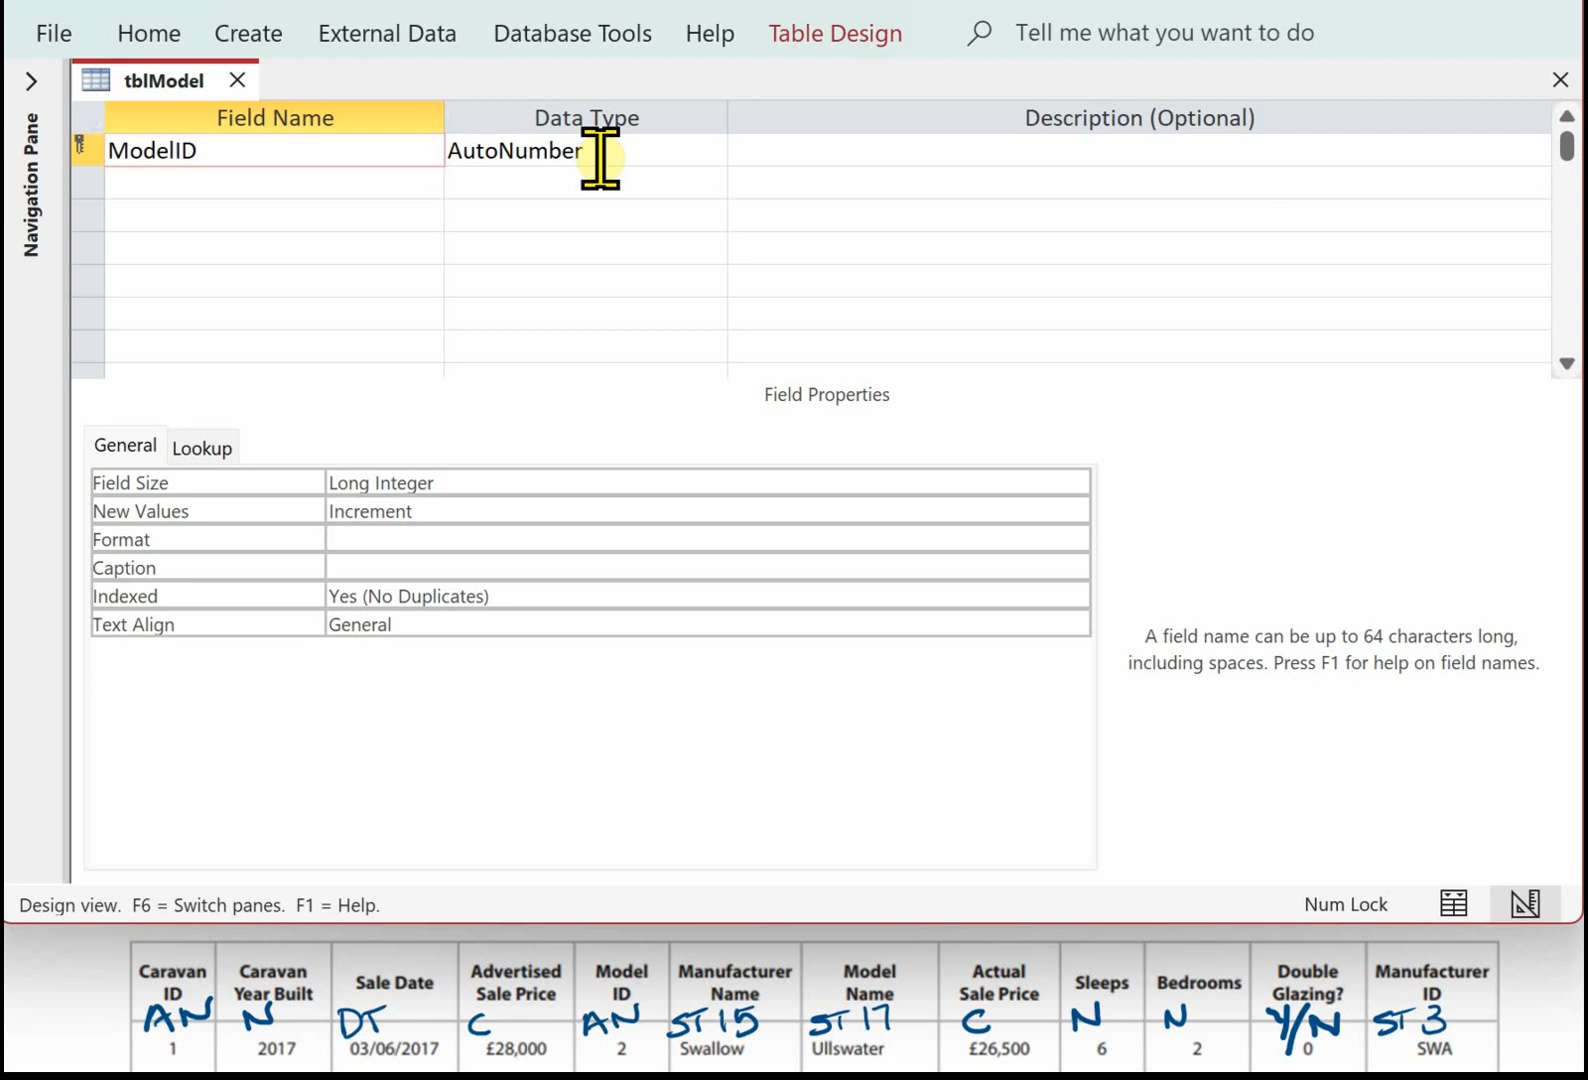 File Home Create External Data Database Tools Help Table Design Tell me what you want to do
tblModel
Navigation Pane
Field Name Data Type Description (Optional)
ModelID AutoNumber
Field Properties
General Lookup
Field Size Long Integer
New Values Increment
Format
Caption
Indexed Yes (No Duplicates)
Text Align General
A field name can be up to 64 characters long,
including spaces. Press F1 for help on field names.
Design view. F6 = Switch panes. F1 = Help. Num Lock
Caravan ID Caravan Year Built Sale Date Advertised Sale Price Model ID Manufacturer Name Model Name Actual Sale Price Sleeps Bedrooms Double Glazing? Manufacturer ID
AN N DT C AN ST15 ST17 C N N Y/N ST3
1 2017 03/06/2017 £28,000 2 Swallow Ullswater £26,500 6 2 0 SWA